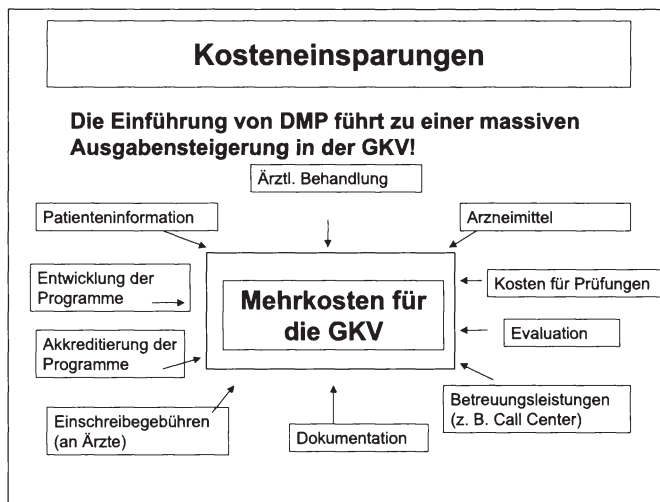 Kosteneinsparungen
Die Einführung von DMP führt zu einer massiven
Ausgabensteigerung in der GKV!
Ärztl. Behandlung
Patienteninformation
Arzneimittel
Entwicklung der
Programme
Kosten für Prüfungen
Mehrkosten für
die GKV
Evaluation
Akkreditierung der
Programme
Betreuungsleistungen
(z. B. Call Center)
Einschreibegebühren
(an Ärzte)
Dokumentation